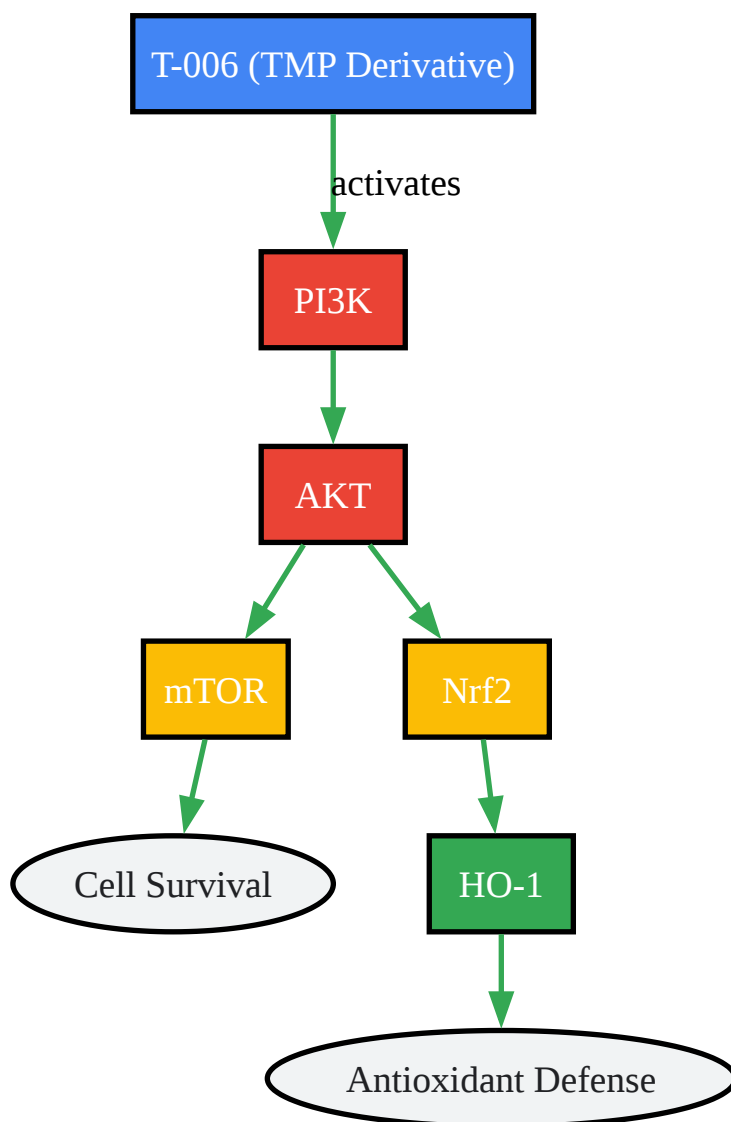 T-006 (TMP Derivative)
activates
PI3K
AKT
mTOR
Nrf2
Cell Survival
HO-1
Antioxidant Defense